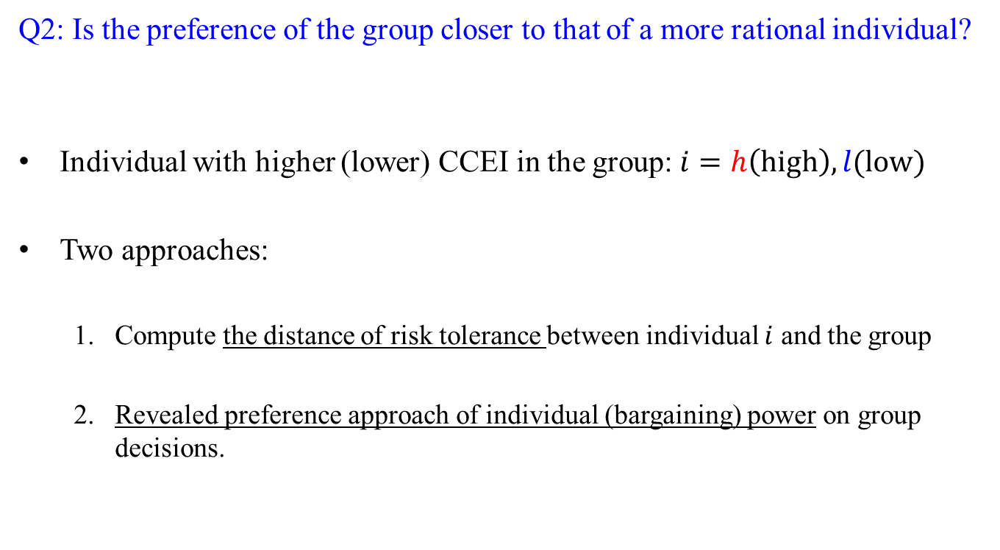 Q2: Is the preference of the group closer to that of a more rational individual?
• Individual with higher (lower) CCEI in the group: i = h(high), l(low)
• Two approaches:
1. Compute the distance of risk tolerance between individual i and the group
2. Revealed preference approach of individual (bargaining) power on group
decisions.